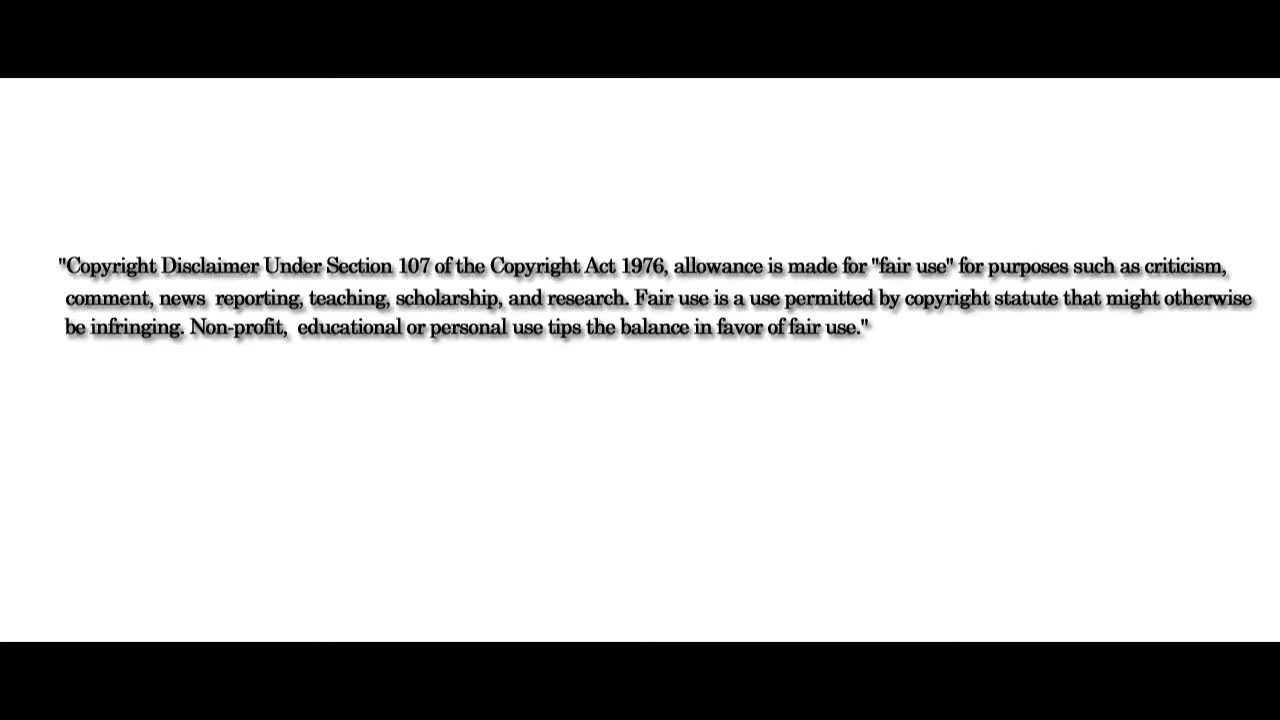 "Copyright Disclaimer Under Section 107 of the Copyright Act 1976, allowance is made for "fair use" for purposes such as criticism,
comment, news  reporting, teaching, scholarship, and research. Fair use is a use permitted by copyright statute that might otherwise
be infringing. Non-profit,  educational or personal use tips the balance in favor of fair use."